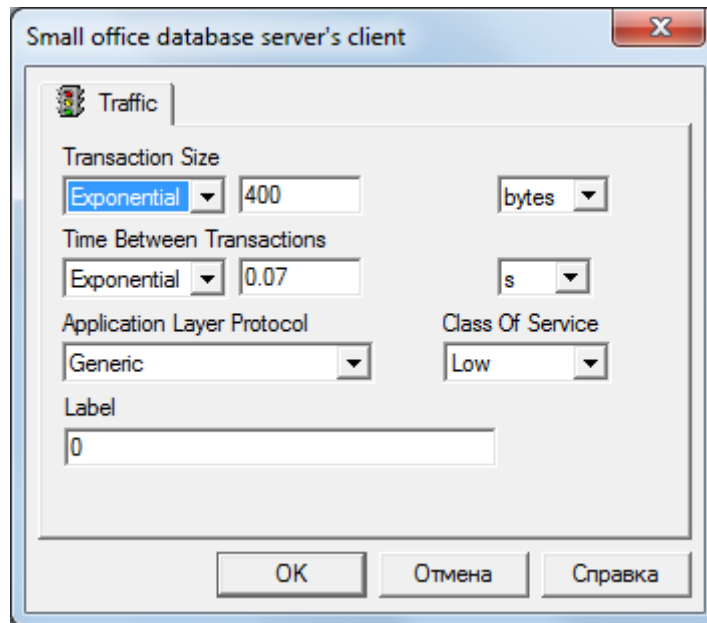 Small office database server's client
Traffic
Transaction Size
Exponential 400 bytes
Time Between Transactions
Exponential 0.07 s
Application Layer Protocol Class Of Service
Generic Low
Label
0
OK Отмена Справка